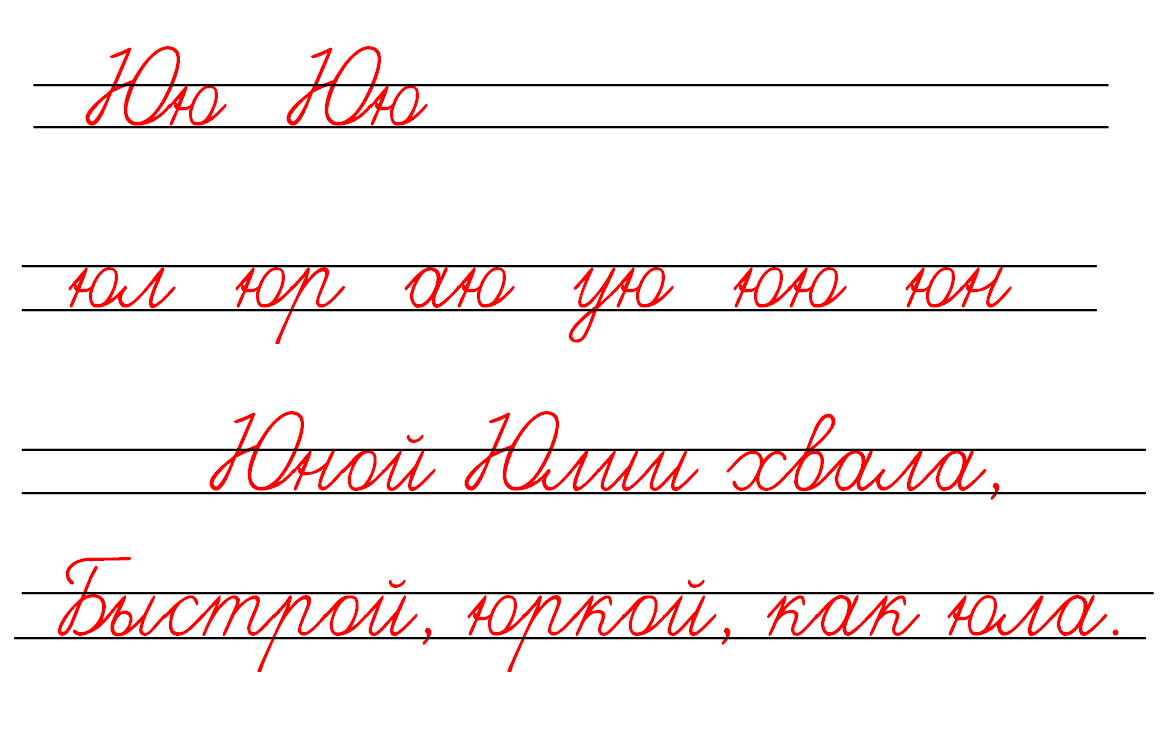 Юю Юю
юл юр аю ую юю юн
Юной Юлии хвала,
Быстрой, юркой, как юла.